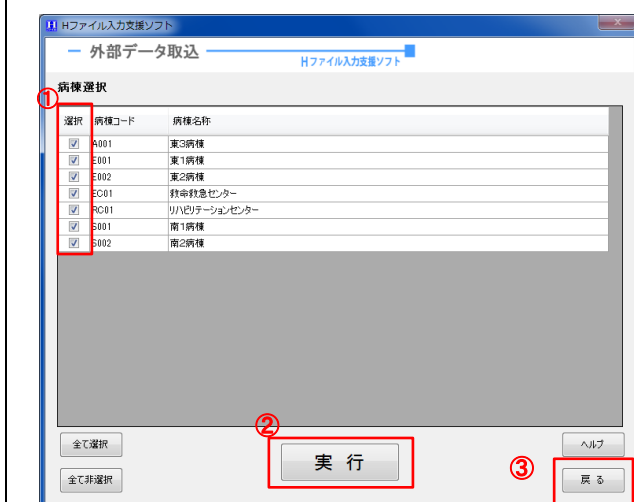 Hファイル入力支援ソフト
外部データ取込
Hファイル入力支援ソフト
病棟選択
①
選択 病棟コード 病棟名称
A001 東3病棟
E001 東1病棟
E002 東2病棟
EC01 救命救急センター
RC01 リハビリテーションセンター
S001 南1病棟
S002 南2病棟
②
全て選択
実 行
ヘルプ
③
全て非選択
戻 る